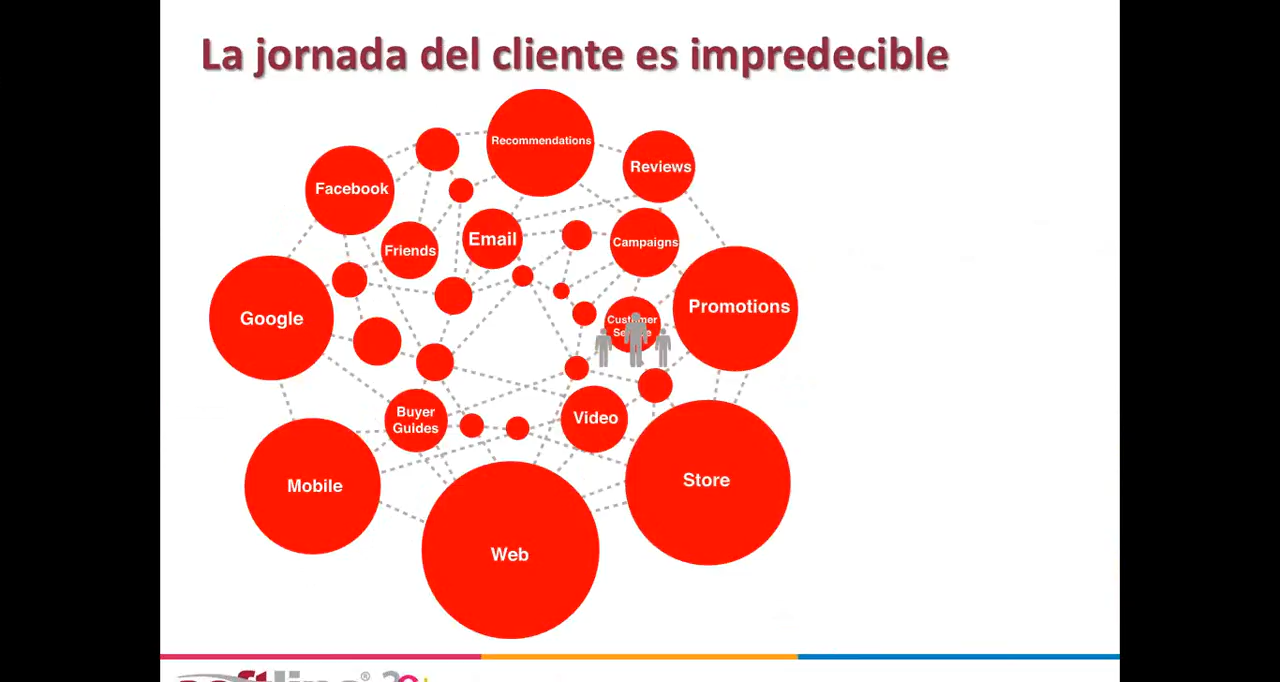 La jornada del cliente es impredecible
Recommendations
Reviews
Facebook
Friends
Email
Campaigns
Google
Promotions
Customer
Buyer
Guides
Video
Mobile
Store
Web